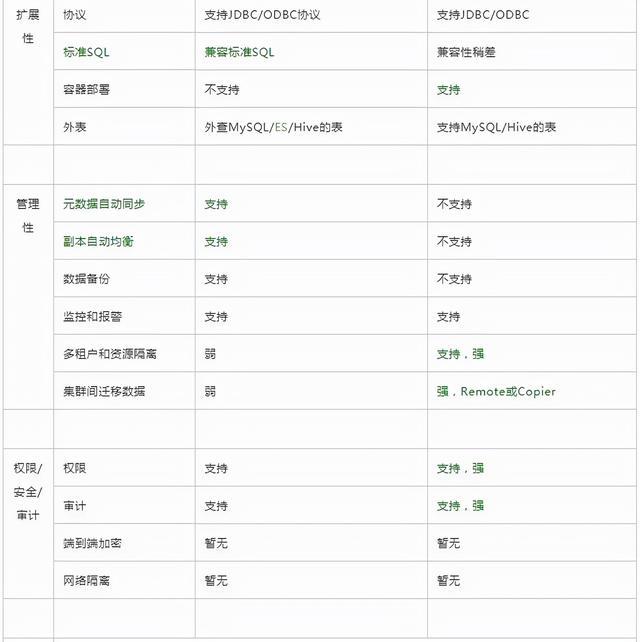 扩展性
协议 支持JDBC/ODBC协议 支持JDBC/ODBC
标准SQL 兼容标准SQL 兼容性稍差
容器部署 不支持 支持
外表 外查MySQL/ES/Hive的表 支持MySQL/Hive的表
管理性
元数据自动同步 支持 不支持
副本自动均衡 支持 不支持
数据备份 支持 不支持
监控和报警 支持 支持
多租户和资源隔离 弱 支持，强
集群间迁移数据 弱 强，Remote或Copier
权限/
安全/
审计
权限 支持 支持，强
审计 支持 支持，强
端到端加密 暂无 暂无
网络隔离 暂无 暂无